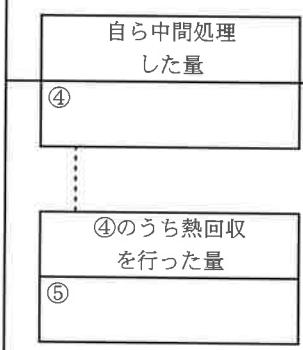 自ら中間処理
した量
④
④のうち熱回収
を行った量
⑤